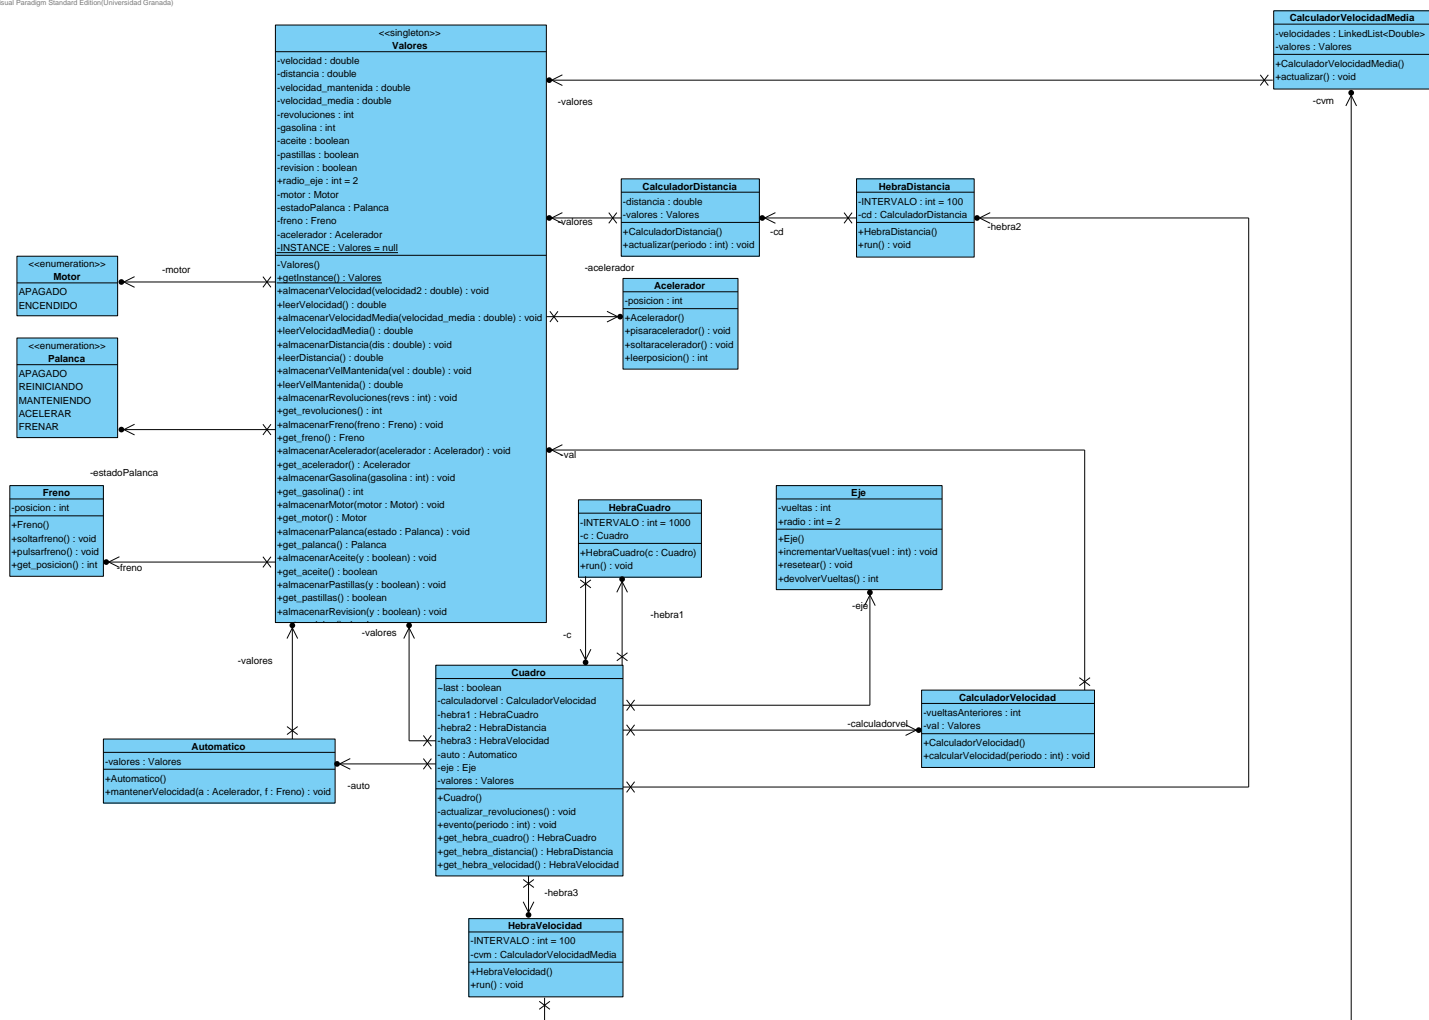 isual Paradigm Standard Edition(Universidad Granada)
<<singleton>>
Valores
-velocidad : double
-distancia : double
-velocidad_mantenida : double
-velocidad_media : double
-revoluciones : int
-gasolina : int
-aceite : boolean
-pastillas : boolean
-revision : boolean
+radio_eje : int = 2
-motor : Motor
-estadoPalanca : Palanca
-freno : Freno
-acelerador : Acelerador
-INSTANCE : Valores = null
-Valores()
+getInstance() : Valores
+almacenarVelocidad(velocidad2 : double) : void
+leerVelocidad() : double
+almacenarVelocidadMedia(velocidad_media : double) : void
+leerVelocidadMedia() : double
+almacenarDistancia(dis : double) : void
+leerDistancia() : double
+almacenarVelMantenida(vel : double) : void
+leerVelMantenida() : double
+almacenarRevoluciones(revs : int) : void
+get_revoluciones() : int
+almacenarFreno(freno : Freno) : void
+get_freno() : Freno
+almacenarAcelerador(acelerador : Acelerador) : void
+get_acelerador() : Acelerador
+almacenarGasolina(gasolina : int) : void
+get_gasolina() : int
+almacenarMotor(motor : Motor) : void
+get_motor() : Motor
+almacenarPalanca(estado : Palanca) : void
+get_palanca() : Palanca
+almacenarAceite(y : boolean) : void
+get_aceite() : boolean
+almacenarPastillas(y : boolean) : void
+get_pastillas() : boolean
+almacenarRevision(y : boolean) : void
CalculadorVelocidadMedia
-velocidades : LinkedList<Double>
-valores : Valores
+CalculadorVelocidadMedia()
+actualizar() : void
-valores
-cvm
CalculadorDistancia
-distancia : double
-valores : Valores
+CalculadorDistancia()
+actualizar(periodo : int) : void
HebraDistancia
-INTERVALO : int = 100
-cd : CalculadorDistancia
+HebraDistancia()
+run() : void
-valores
-cd
-hebra2
<<enumeration>>
Motor
APAGADO
ENCENDIDO
-motor
-acelerador
Acelerador
-posicion : int
+Acelerador()
+pisaracelerador() : void
+soltaracelerador() : void
+leerposicion() : int
<<enumeration>>
Palanca
APAGADO
REINICIANDO
MANTENIENDO
ACELERAR
FRENAR
-estadoPalanca
-val
Freno
-posicion : int
+Freno()
+soltarfreno() : void
+pulsarfreno() : void
+get_posicion() : int
-freno
HebraCuadro
-INTERVALO : int = 1000
-c : Cuadro
+HebraCuadro(c : Cuadro)
+run() : void
Eje
-vueltas : int
+radio : int = 2
+Eje()
+incrementarVueltas(vuel : int) : void
+resetear() : void
+devolverVueltas() : int
-eje
-hebra1
-c
-valores
-valores
Cuadro
~last : boolean
-calculadorvel : CalculadorVelocidad
-hebra1 : HebraCuadro
-hebra2 : HebraDistancia
-hebra3 : HebraVelocidad
-auto : Automatico
-eje : Eje
-valores : Valores
+Cuadro()
-actualizar_revoluciones() : void
+evento(periodo : int) : void
+get_hebra_cuadro() : HebraCuadro
+get_hebra_distancia() : HebraDistancia
+get_hebra_velocidad() : HebraVelocidad
-calculadorvel
CalculadorVelocidad
-vueltasAnteriores : int
-val : Valores
+CalculadorVelocidad()
+calcularVelocidad(periodo : int) : void
Automatico
-valores : Valores
+Automatico()
+mantenerVelocidad(a : Acelerador, f : Freno) : void
-auto
-hebra3
HebraVelocidad
-INTERVALO : int = 100
-cvm : CalculadorVelocidadMedia
+HebraVelocidad()
+run() : void